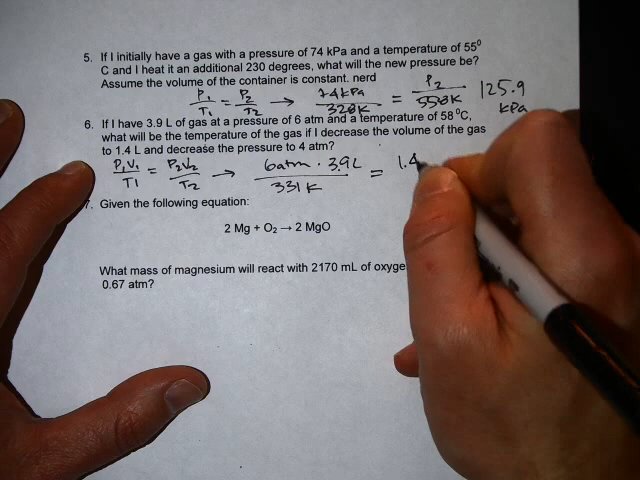 5. If I initially have a gas with a pressure of 74 kPa and a temperature of 55⁰
C and I heat it an additional 230 degrees, what will the new pressure be?
Assume the volume of the container is constant. nerd
P₁/T₁ = P₂/T₂ → 74kPa/328K = P₂/558K 125.9 kPa
6. If I have 3.9 L of gas at a pressure of 6 atm and a temperature of 58 ⁰C,
what will be the temperature of the gas if I decrease the volume of the gas
to 1.4 L and decrease the pressure to 4 atm?
P₁V₁/T1 = P₂V₂/T₂ → 6atm · 3.9L/331K = 1.4
7. Given the following equation:
2 Mg + O₂ → 2 MgO
What mass of magnesium will react with 2170 mL of
0.67 atm?